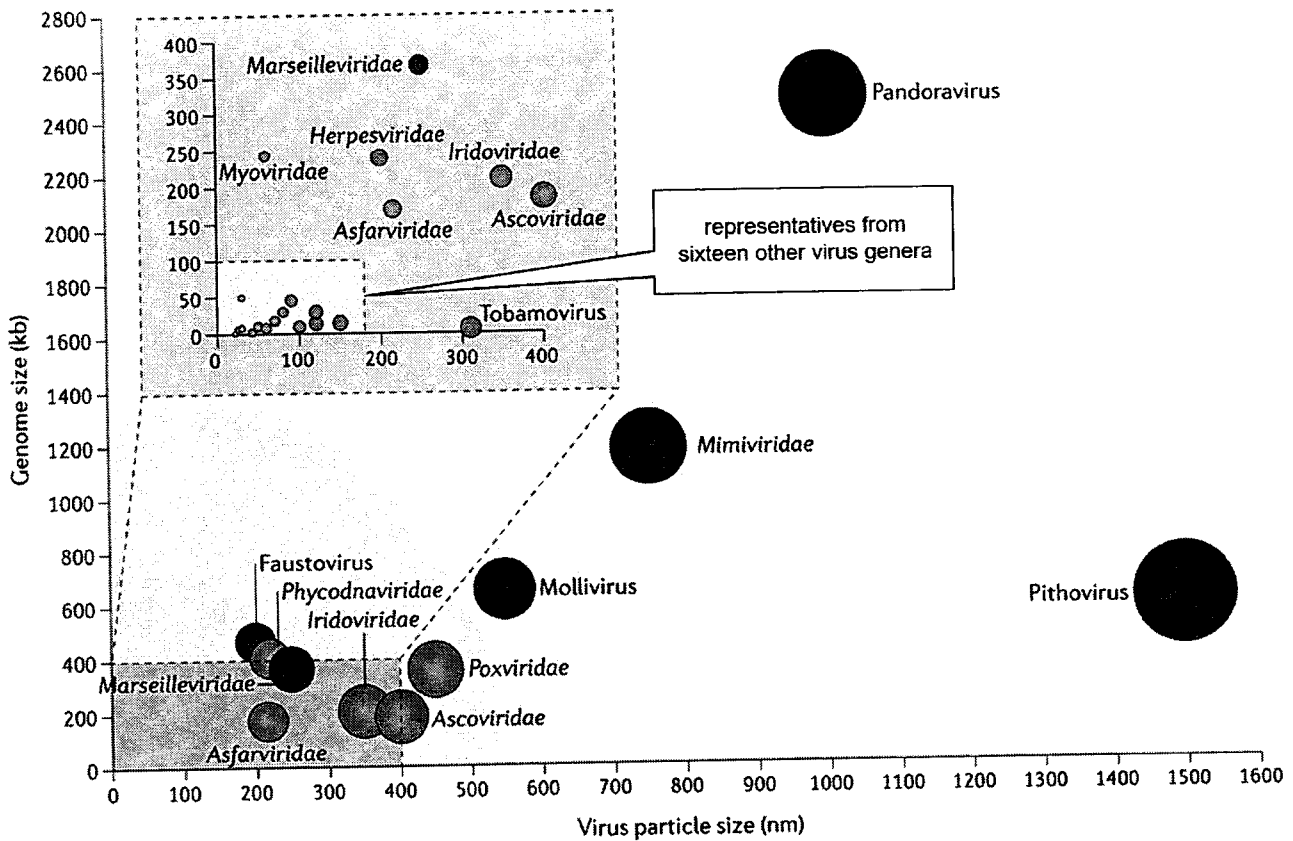 Genome size (kb)
2800
2600
2400
2200
2000
1800
1600
1400
1200
1000
800
600
400
200
0
400
350
300
250
200
150
100
50
0
0
100
200
300
400
Marseilleviridae
Herpesviridae
Iridoviridae
Myoviridae
Asfarviridae
Ascoviridae
Tobamovirus
representatives from
sixteen other virus genera
Pandoravirus
Mimiviridae
Faustovirus
Phycodnaviridae
Iridoviridae
Mollivirus
Pithovirus
Marseilleviridae
Poxviridae
Ascoviridae
Asfarviridae
0
100
200
300
400
500
600
700
800
900
1000
1100
1200
1300
1400
1500
1600
Virus particle size (nm)